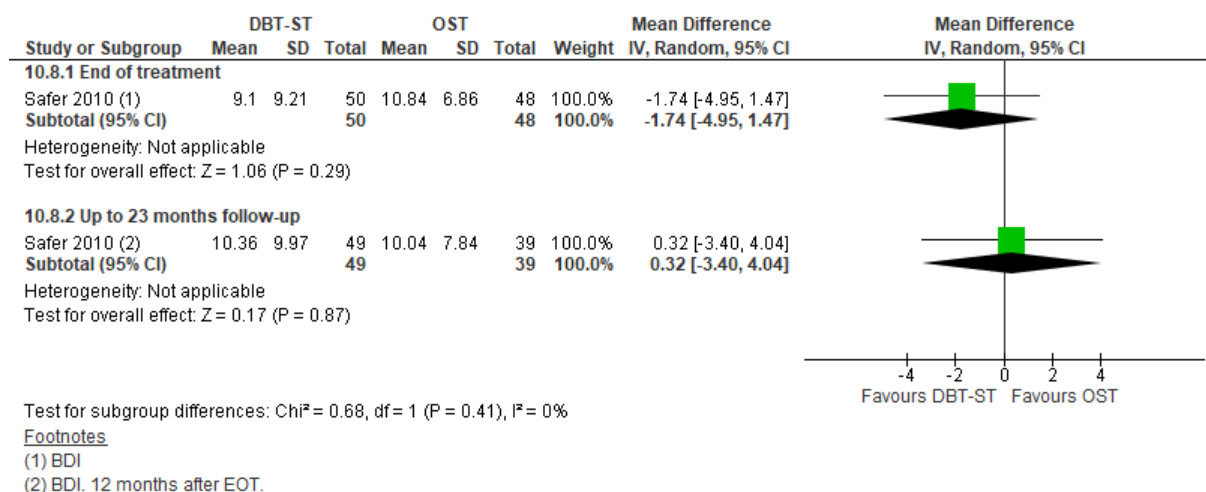 DBT-ST OST Mean Difference Mean Difference
Study or Subgroup Mean SD Total Mean SD Total Weight IV, Random, 95% CI IV, Random, 95% CI
10.8.1 End of treatment
Safer 2010 (1) 9.1 9.21 50 10.84 6.86 48 100.0% -1.74 [-4.95, 1.47]
Subtotal (95% CI) 50 48 100.0% -1.74 [-4.95, 1.47]
Heterogeneity: Not applicable
Test for overall effect: Z = 1.06 (P = 0.29)
10.8.2 Up to 23 months follow-up
Safer 2010 (2) 10.36 9.97 49 10.04 7.84 39 100.0% 0.32 [-3.40, 4.04]
Subtotal (95% CI) 49 39 100.0% 0.32 [-3.40, 4.04]
Heterogeneity: Not applicable
Test for overall effect: Z = 0.17 (P = 0.87)
-4 -2 0 2 4
Favours DBT-ST Favours OST
Test for subgroup differences: Chi² = 0.68, df = 1 (P = 0.41), I² = 0%
Footnotes
(1) BDI
(2) BDI. 12 months after EOT.